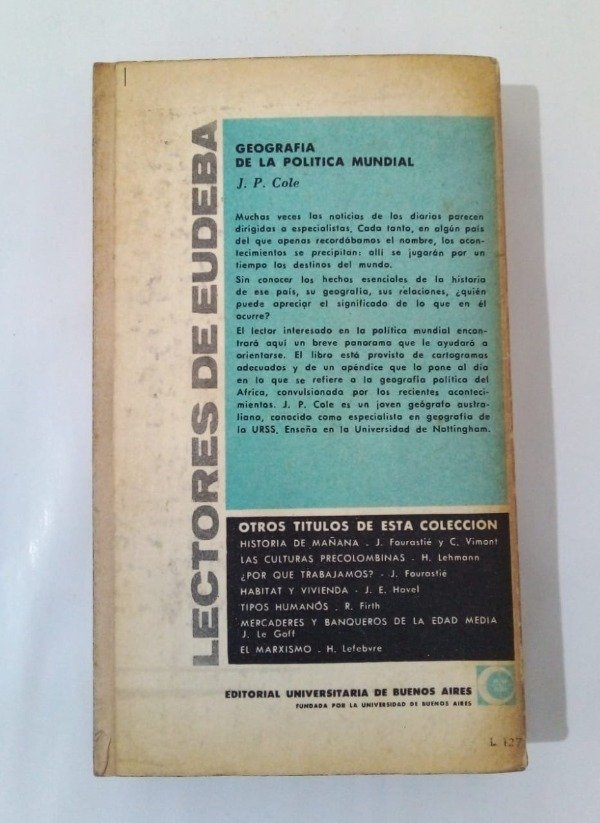 LECTORES DE EUDEBA
GEOGRAFIA
DE LA POLITICA MUNDIAL
J. P. Cole
Muchas veces las noticias de los diarios parecen
dirigidas a especialistas. Cada tanto, en algún país
del que apenas recordábamos el nombre, los acon-
tecimientos se precipitan: allí se jugarán por un
tiempo los destinos del mundo.
Sin conocer los hechos esenciales de la historia
de ese país, su geografía, sus relaciones, ¿quién
puede apreciar el significado de lo que en él
ocurre?
El lector interesado en la política mundial encon-
trará aquí un breve panorama que le ayudará a
orientarse. El libro está provisto de cartogramas
adecuados y de un apéndice que lo pone al día
en lo que se refiere a la geografía política del
Africa, convulsionada por los recientes aconteci-
mientos. J. P. Cole es un joven geógrafo austra-
liano, conocido como especialista en geografía de
la URSS. Enseña en la Universidad de Nottingham.
OTROS TITULOS DE ESTA COLECCION
HISTORIA DE MAÑANA . J. Fourastié y C. Vimont
LAS CULTURAS PRECOLOMBINAS . H. Lehmann
¿POR QUE TRABAJAMOS? . J. Fourastié
HABITAT Y VIVIENDA . J. E. Havel
TIPOS HUMANOS . R. Firth
MERCADERES Y BANQUEROS DE LA EDAD MEDIA
J. Le Goff
EL MARXISMO . H. Lefebvre
EDITORIAL UNIVERSITARIA DE BUENOS AIRES
FUNDADA POR LA UNIVERSIDAD DE BUENOS AIRES
L 127